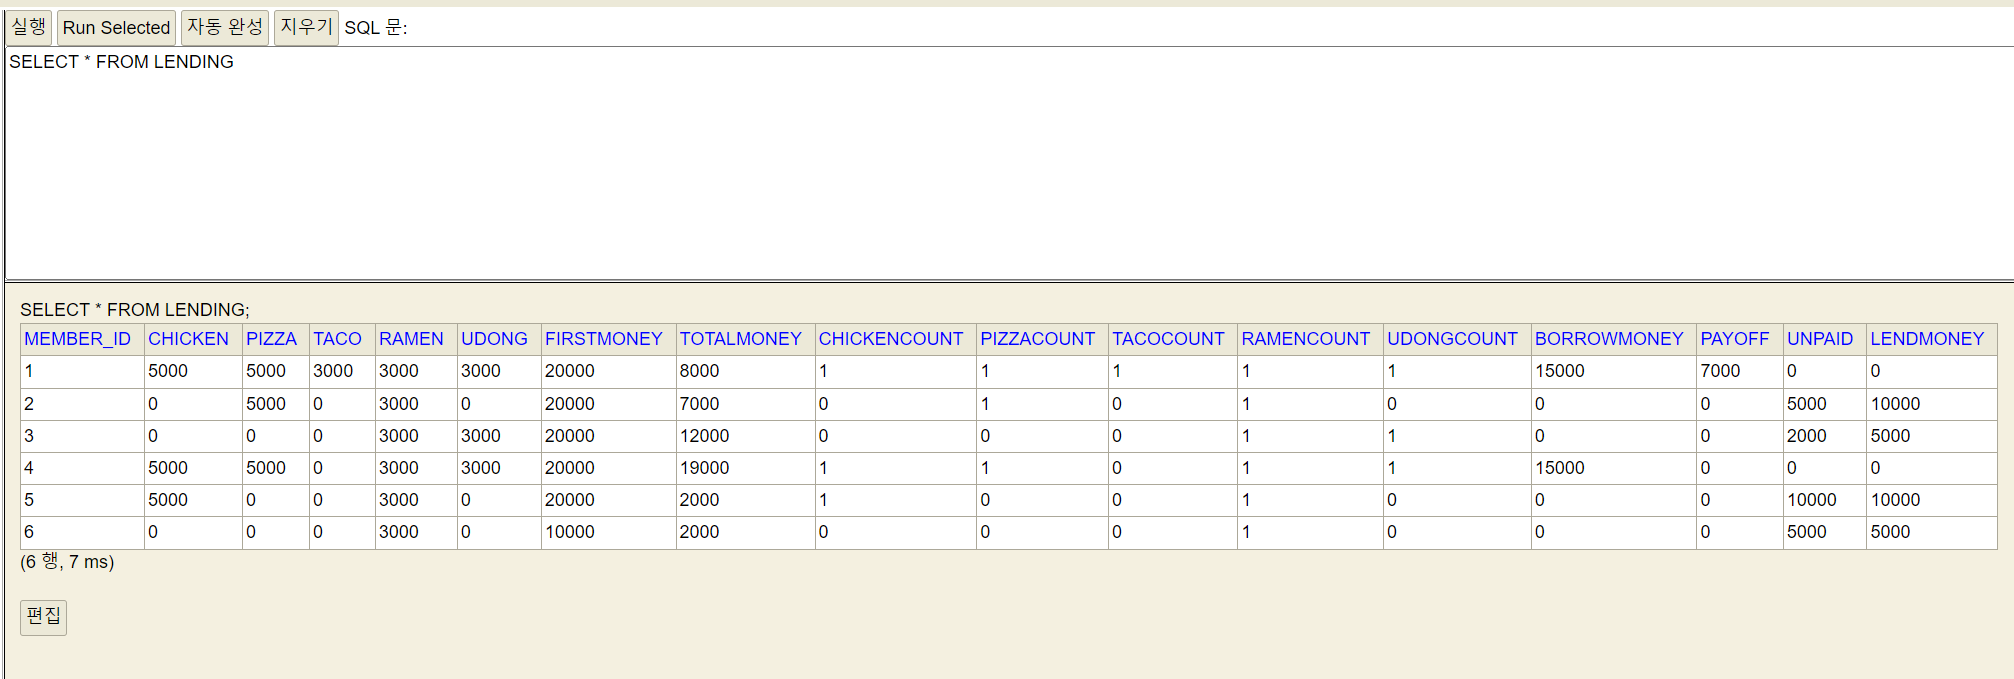 실행 Run Selected 자동 완성 지우기 SQL 문:
SELECT * FROM LENDING
SELECT * FROM LENDING;
MEMBER_ID CHICKEN PIZZA TACO RAMEN UDONG FIRSTMONEY TOTALMONEY CHICKENCOUNT PIZZACOUNT TACOCOUNT RAMENCOUNT UDONGCOUNT BORROWMONEY PAYOFF UNPAID LENDMONEY
1 5000 5000 3000 3000 3000 20000 8000 1 1 1 1 1 15000 7000 0 0
2 0 5000 0 3000 0 20000 7000 0 1 0 1 0 0 0 5000 10000
3 0 0 0 3000 3000 20000 12000 0 0 0 1 1 0 0 2000 5000
4 5000 5000 0 3000 3000 20000 19000 1 1 0 1 1 15000 0 0 0
5 5000 0 0 3000 0 20000 2000 1 0 0 1 0 0 0 10000 10000
6 0 0 0 3000 0 10000 2000 0 0 0 1 0 0 0 5000 5000
(6 행, 7 ms)
편집